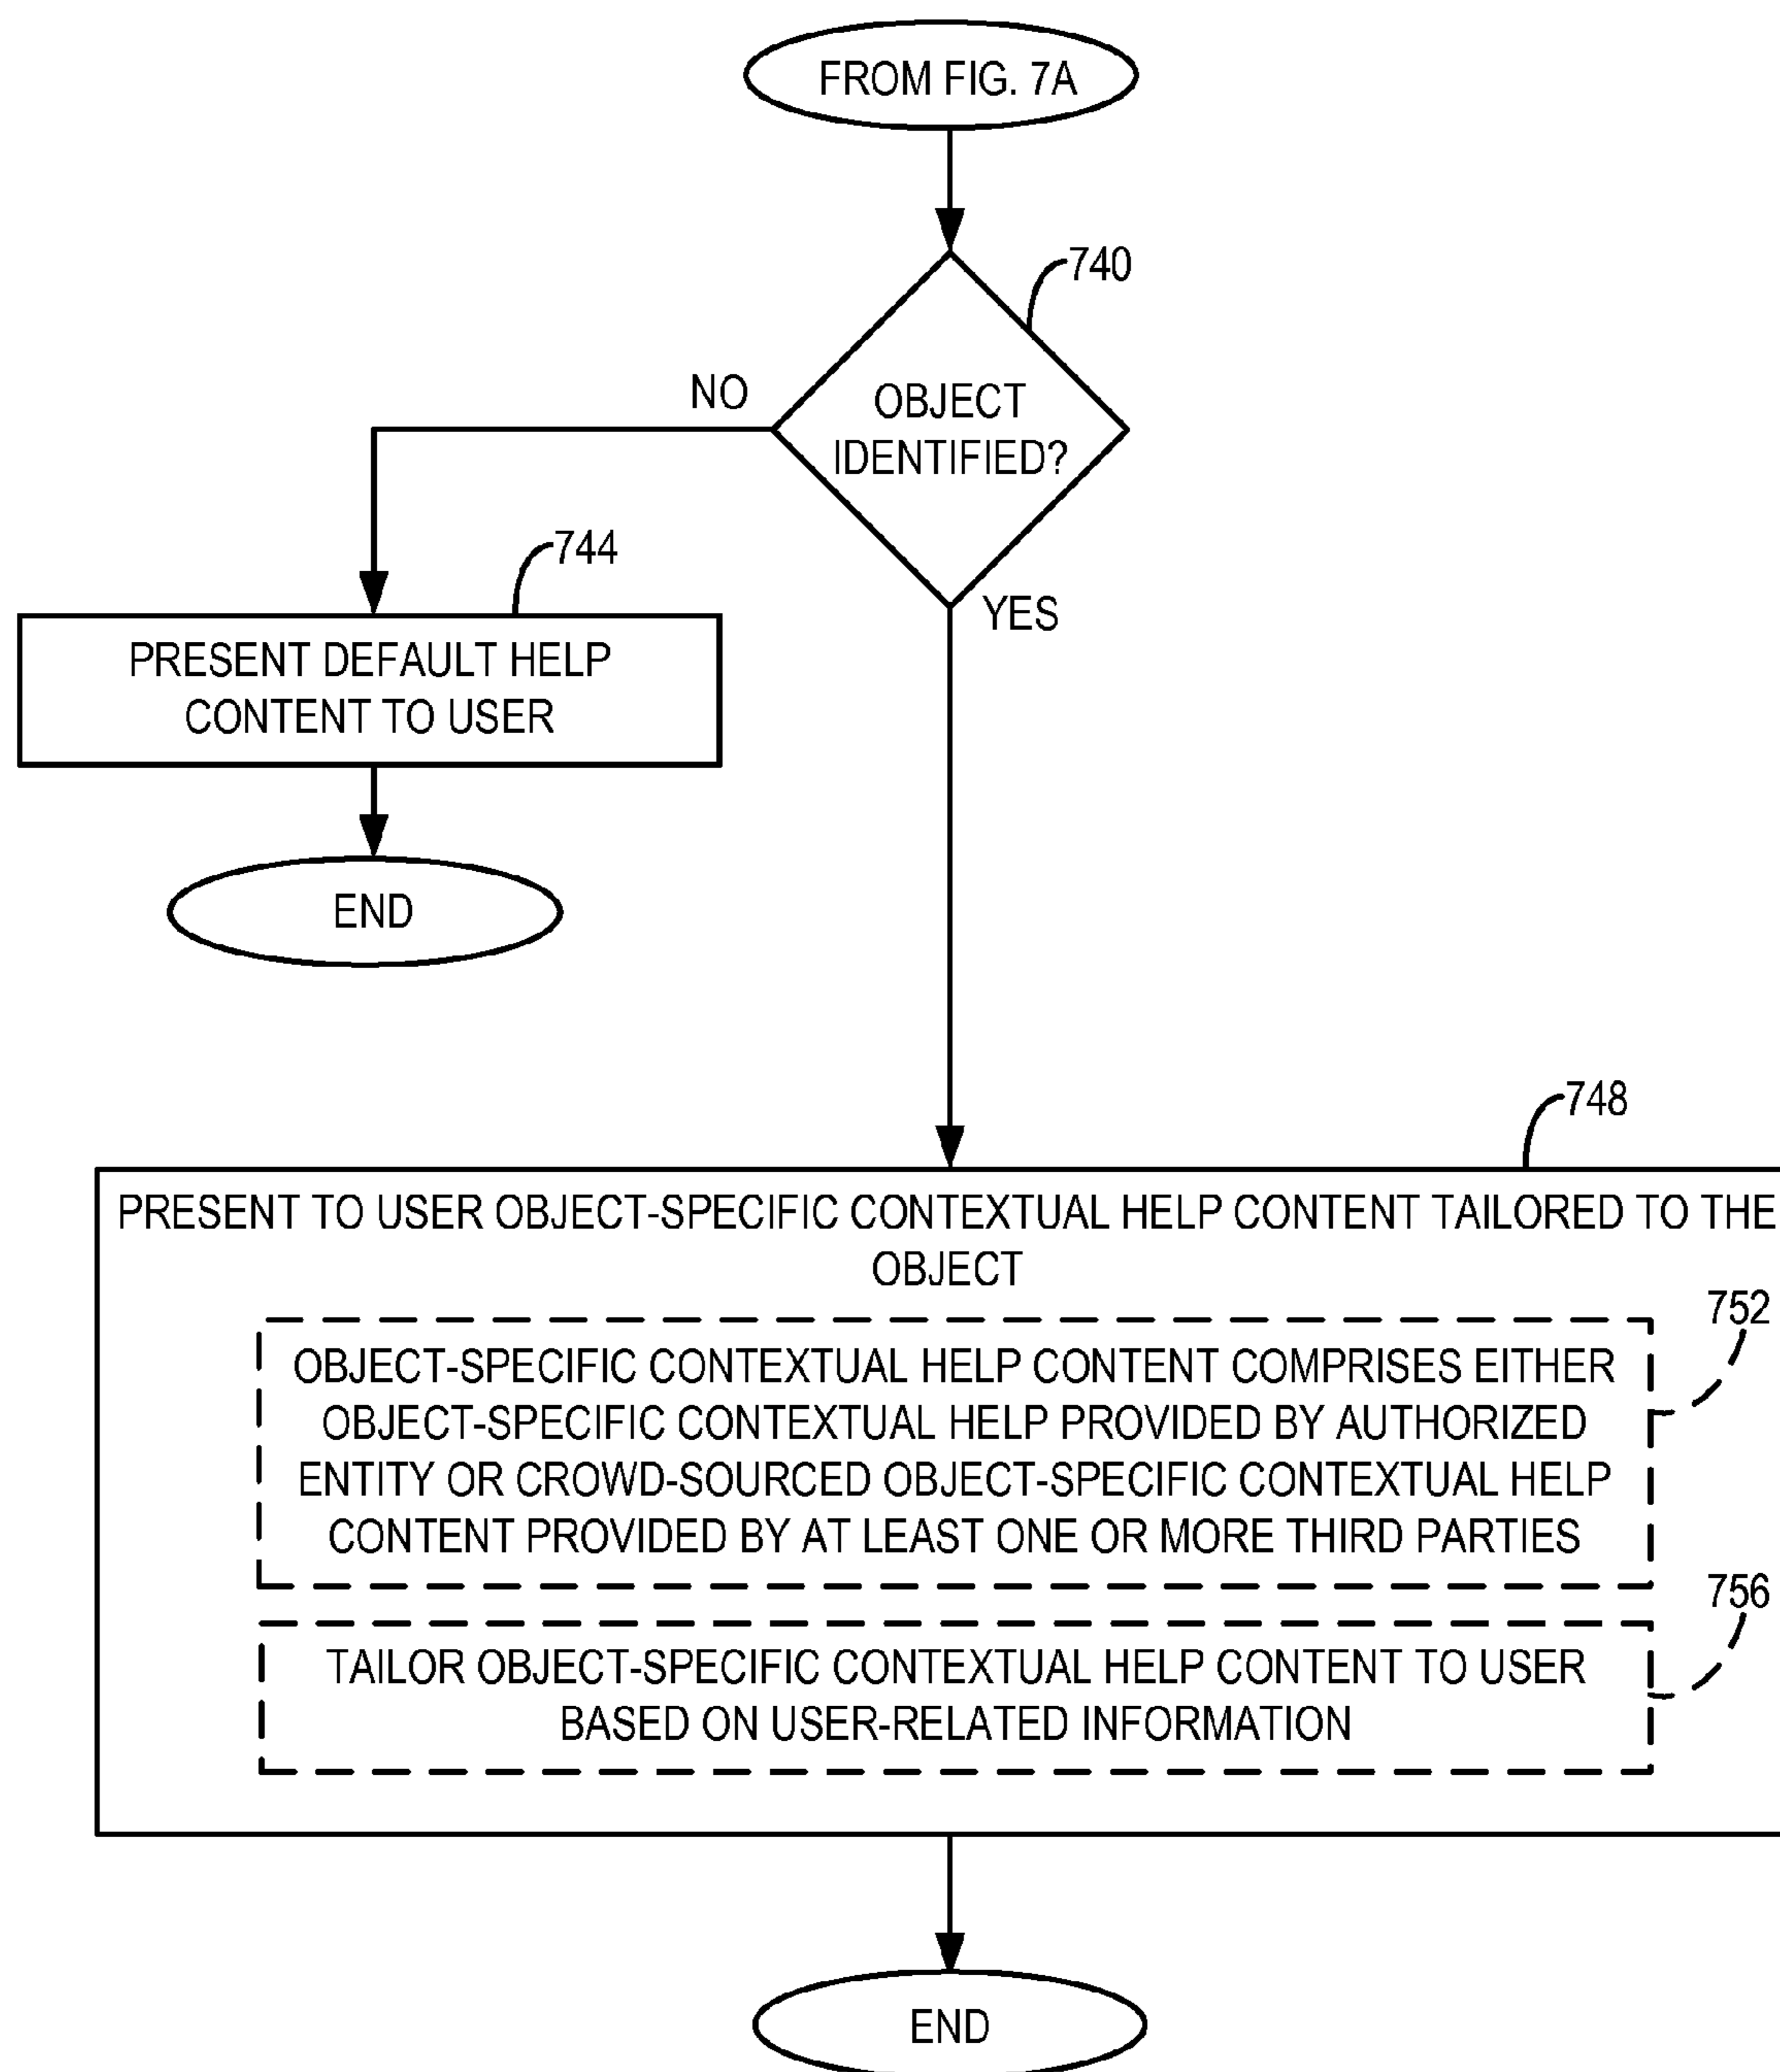 FROM FIG. 7A
740
OBJECT
IDENTIFIED?
NO
YES
744
PRESENT DEFAULT HELP
CONTENT TO USER
END
748
PRESENT TO USER OBJECT-SPECIFIC CONTEXTUAL HELP CONTENT TAILORED TO THE
OBJECT
752
OBJECT-SPECIFIC CONTEXTUAL HELP CONTENT COMPRISES EITHER
OBJECT-SPECIFIC CONTEXTUAL HELP PROVIDED BY AUTHORIZED
ENTITY OR CROWD-SOURCED OBJECT-SPECIFIC CONTEXTUAL HELP
CONTENT PROVIDED BY AT LEAST ONE OR MORE THIRD PARTIES
756
TAILOR OBJECT-SPECIFIC CONTEXTUAL HELP CONTENT TO USER
BASED ON USER-RELATED INFORMATION
END